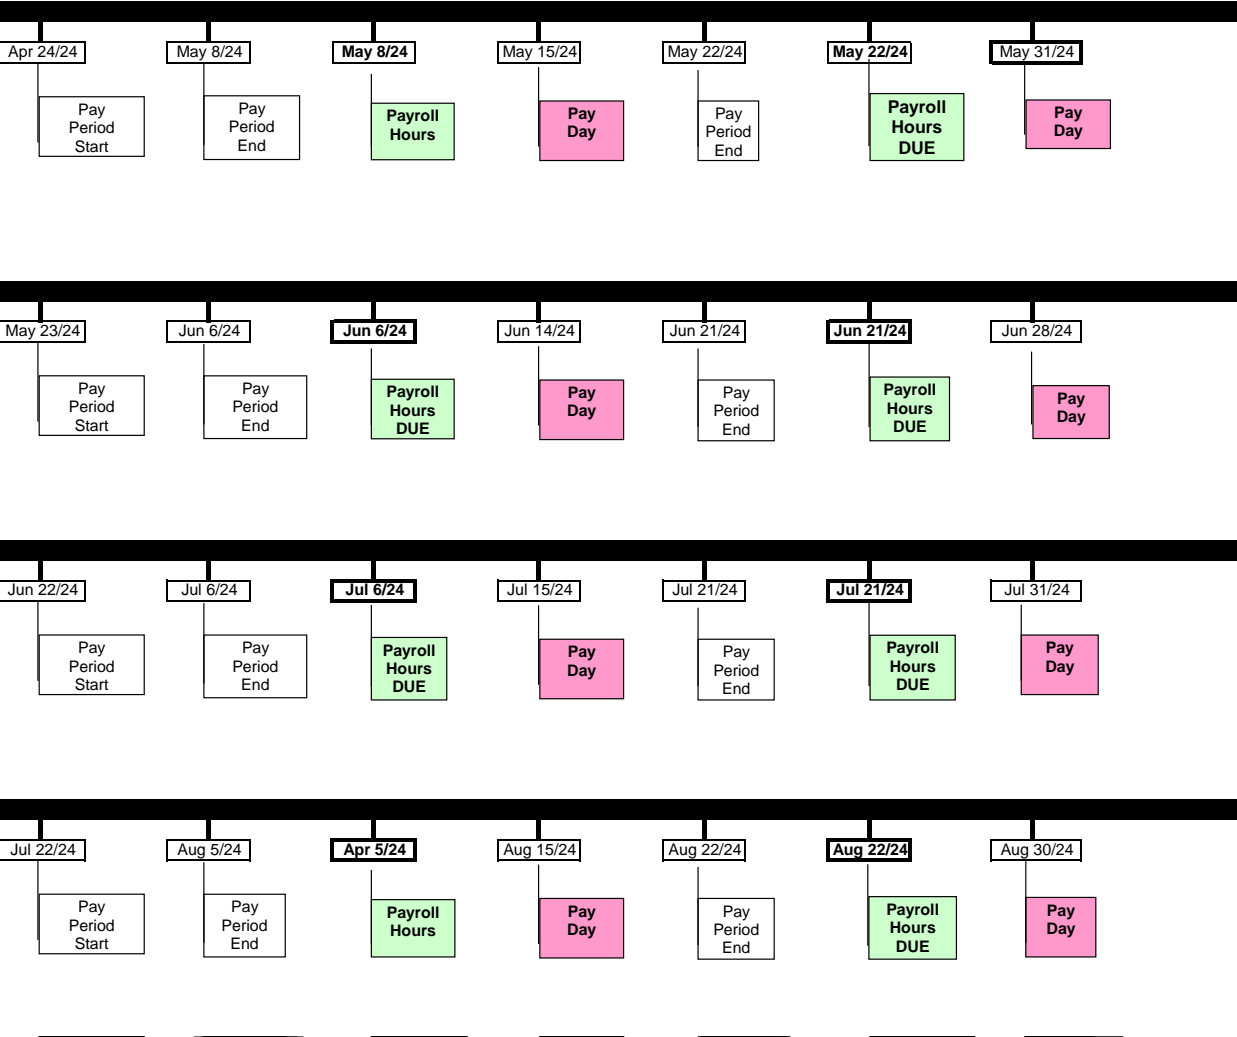 Apr 24/24 May 8/24 May 8/24 May 15/24 May 22/24 May 22/24 May 31/24
Pay Period Start
Pay Period End
Payroll Hours
Pay Day
Pay Period End
Payroll Hours DUE
Pay Day
May 23/24 Jun 6/24 Jun 6/24 Jun 14/24 Jun 21/24 Jun 21/24 Jun 28/24
Pay Period Start
Pay Period End
Payroll Hours DUE
Pay Day
Pay Period End
Payroll Hours DUE
Pay Day
Jun 22/24 Jul 6/24 Jul 6/24 Jul 15/24 Jul 21/24 Jul 21/24 Jul 31/24
Pay Period Start
Pay Period End
Payroll Hours DUE
Pay Day
Pay Period End
Payroll Hours DUE
Pay Day
Jul 22/24 Aug 5/24 Apr 5/24 Aug 15/24 Aug 22/24 Aug 22/24 Aug 30/24
Pay Period Start
Pay Period End
Payroll Hours
Pay Day
Pay Period End
Payroll Hours DUE
Pay Day